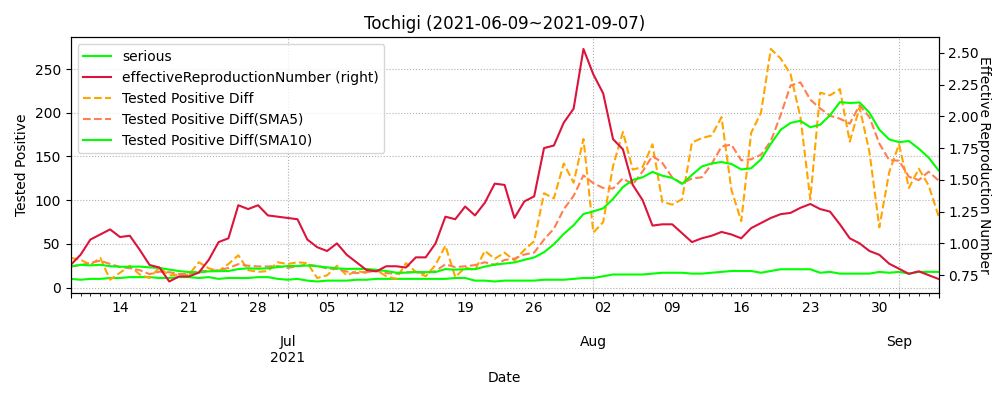 Tochigi (2021-06-09~2021-09-07)
serious
effectiveReproductionNumber (right)
Tested Positive Diff
Tested Positive Diff(SMA5)
Tested Positive Diff(SMA10)
Tested Positive
250
200
150
100
50
0
2.50
2.25
2.00
1.75
1.50
1.25
1.00
0.75
Effective Reproduction Number
14 21 28 05 12 19 26 02 09 16 23 30
Jul Aug Sep
2021
Date